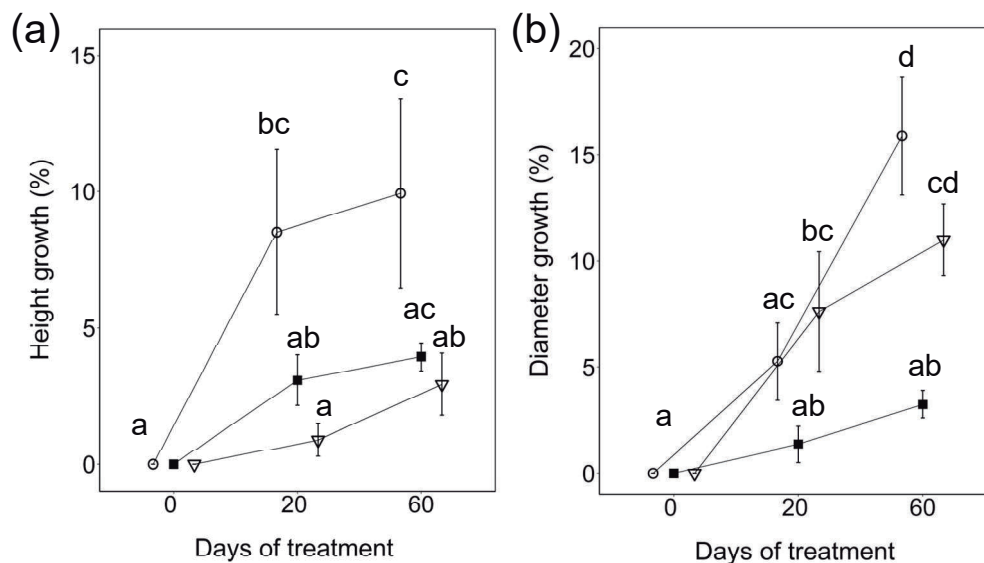 (a)
Height growth (%)
15
10
5
0
a
bc
c
ab
ac
a
ab
0 20 60
Days of treatment
(b)
Diameter growth (%)
20
15
10
5
0
a
ac
bc
d
cd
ab
ab
0 20 60
Days of treatment